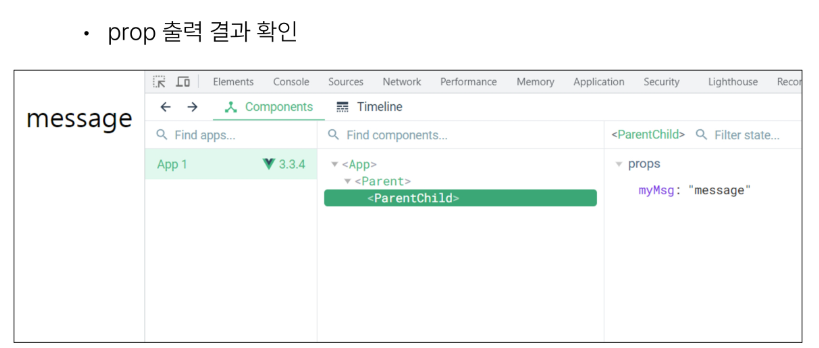 • prop 출력 결과 확인
message
Elements Console Sources Network Performance Memory Application Security Lighthouse Recor
Components Timeline
Find apps... Find components... <ParentChild> Filter state...
App 1 3.3.4 <App> props
<Parent>
<ParentChild> myMsg: "message"